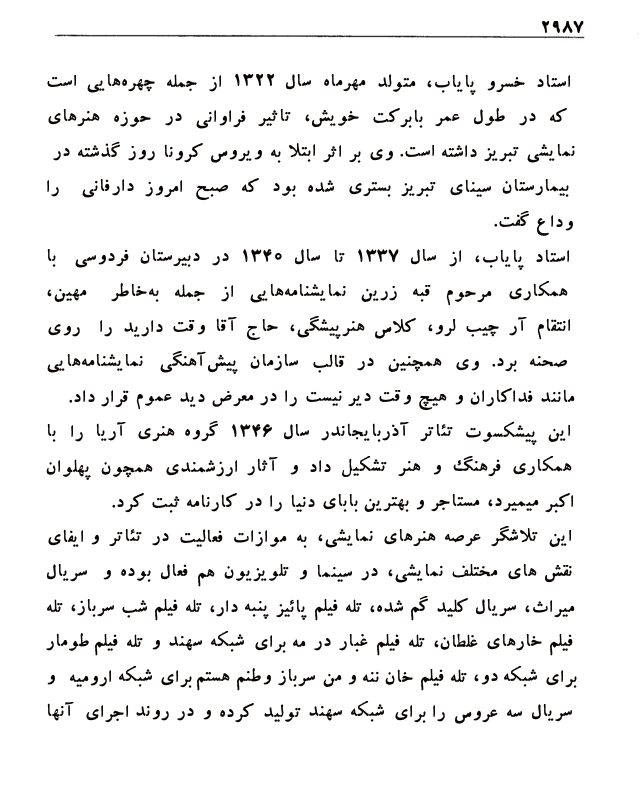 ۲۹۸۷
استاد خسرو پایاب، متولد مهرماه سال ۱۳۲۲ از جمله چهره‌هایی است
که در طول عمر بابرکت خویش، تاثیر فراوانی در حوزه هنرهای
نمایشی تبریز داشته است. وی بر اثر ابتلا به ویروس کرونا روز گذشته در
بیمارستان سینای تبریز بستری شده بود که صبح امروز دارفانی را
وداع گفت.
استاد پایاب، از سال ۱۳۳۷ تا سال ۱۳۴۰ در دبیرستان فردوسی با
همکاری مرحوم قبه زرین نمایشنامه‌هایی از جمله به‌خاطر مهین،
انتقام آر چیب لرو، کلاس هنرپیشگی، حاج آقا وقت دارید را روی
صحنه برد. وی همچنین در قالب سازمان پیش‌آهنگی نمایشنامه‌هایی
مانند فداکاران و هیچ وقت دیر نیست را در معرض دید عموم قرار داد.
این پیشکسوت تئاتر آذربایجاندر سال ۱۳۴۶ گروه هنری آریا را با
همکاری فرهنگ و هنر تشکیل داد و آثار ارزشمندی همچون پهلوان
اکبر میمیرد، مستاجر و بهترین بابای دنیا را در کارنامه ثبت کرد.
این تلاشگر عرصه هنرهای نمایشی، به موازات فعالیت در تئاتر و ایفای
نقش های مختلف نمایشی، در سینما و تلویزیون هم فعال بوده و سریال
میراث، سریال کلید گم شده، تله فیلم پائیز پنبه دار، تله فیلم شب سرباز، تله
فیلم خارهای غلطان، تله فیلم غبار در مه برای شبکه سهند و تله فیلم طومار
برای شبکه دو، تله فیلم خان ننه و من سرباز وطنم هستم برای شبکه ارومیه و
سریال سه عروس را برای شبکه سهند تولید کرده و در روند اجرای آنها